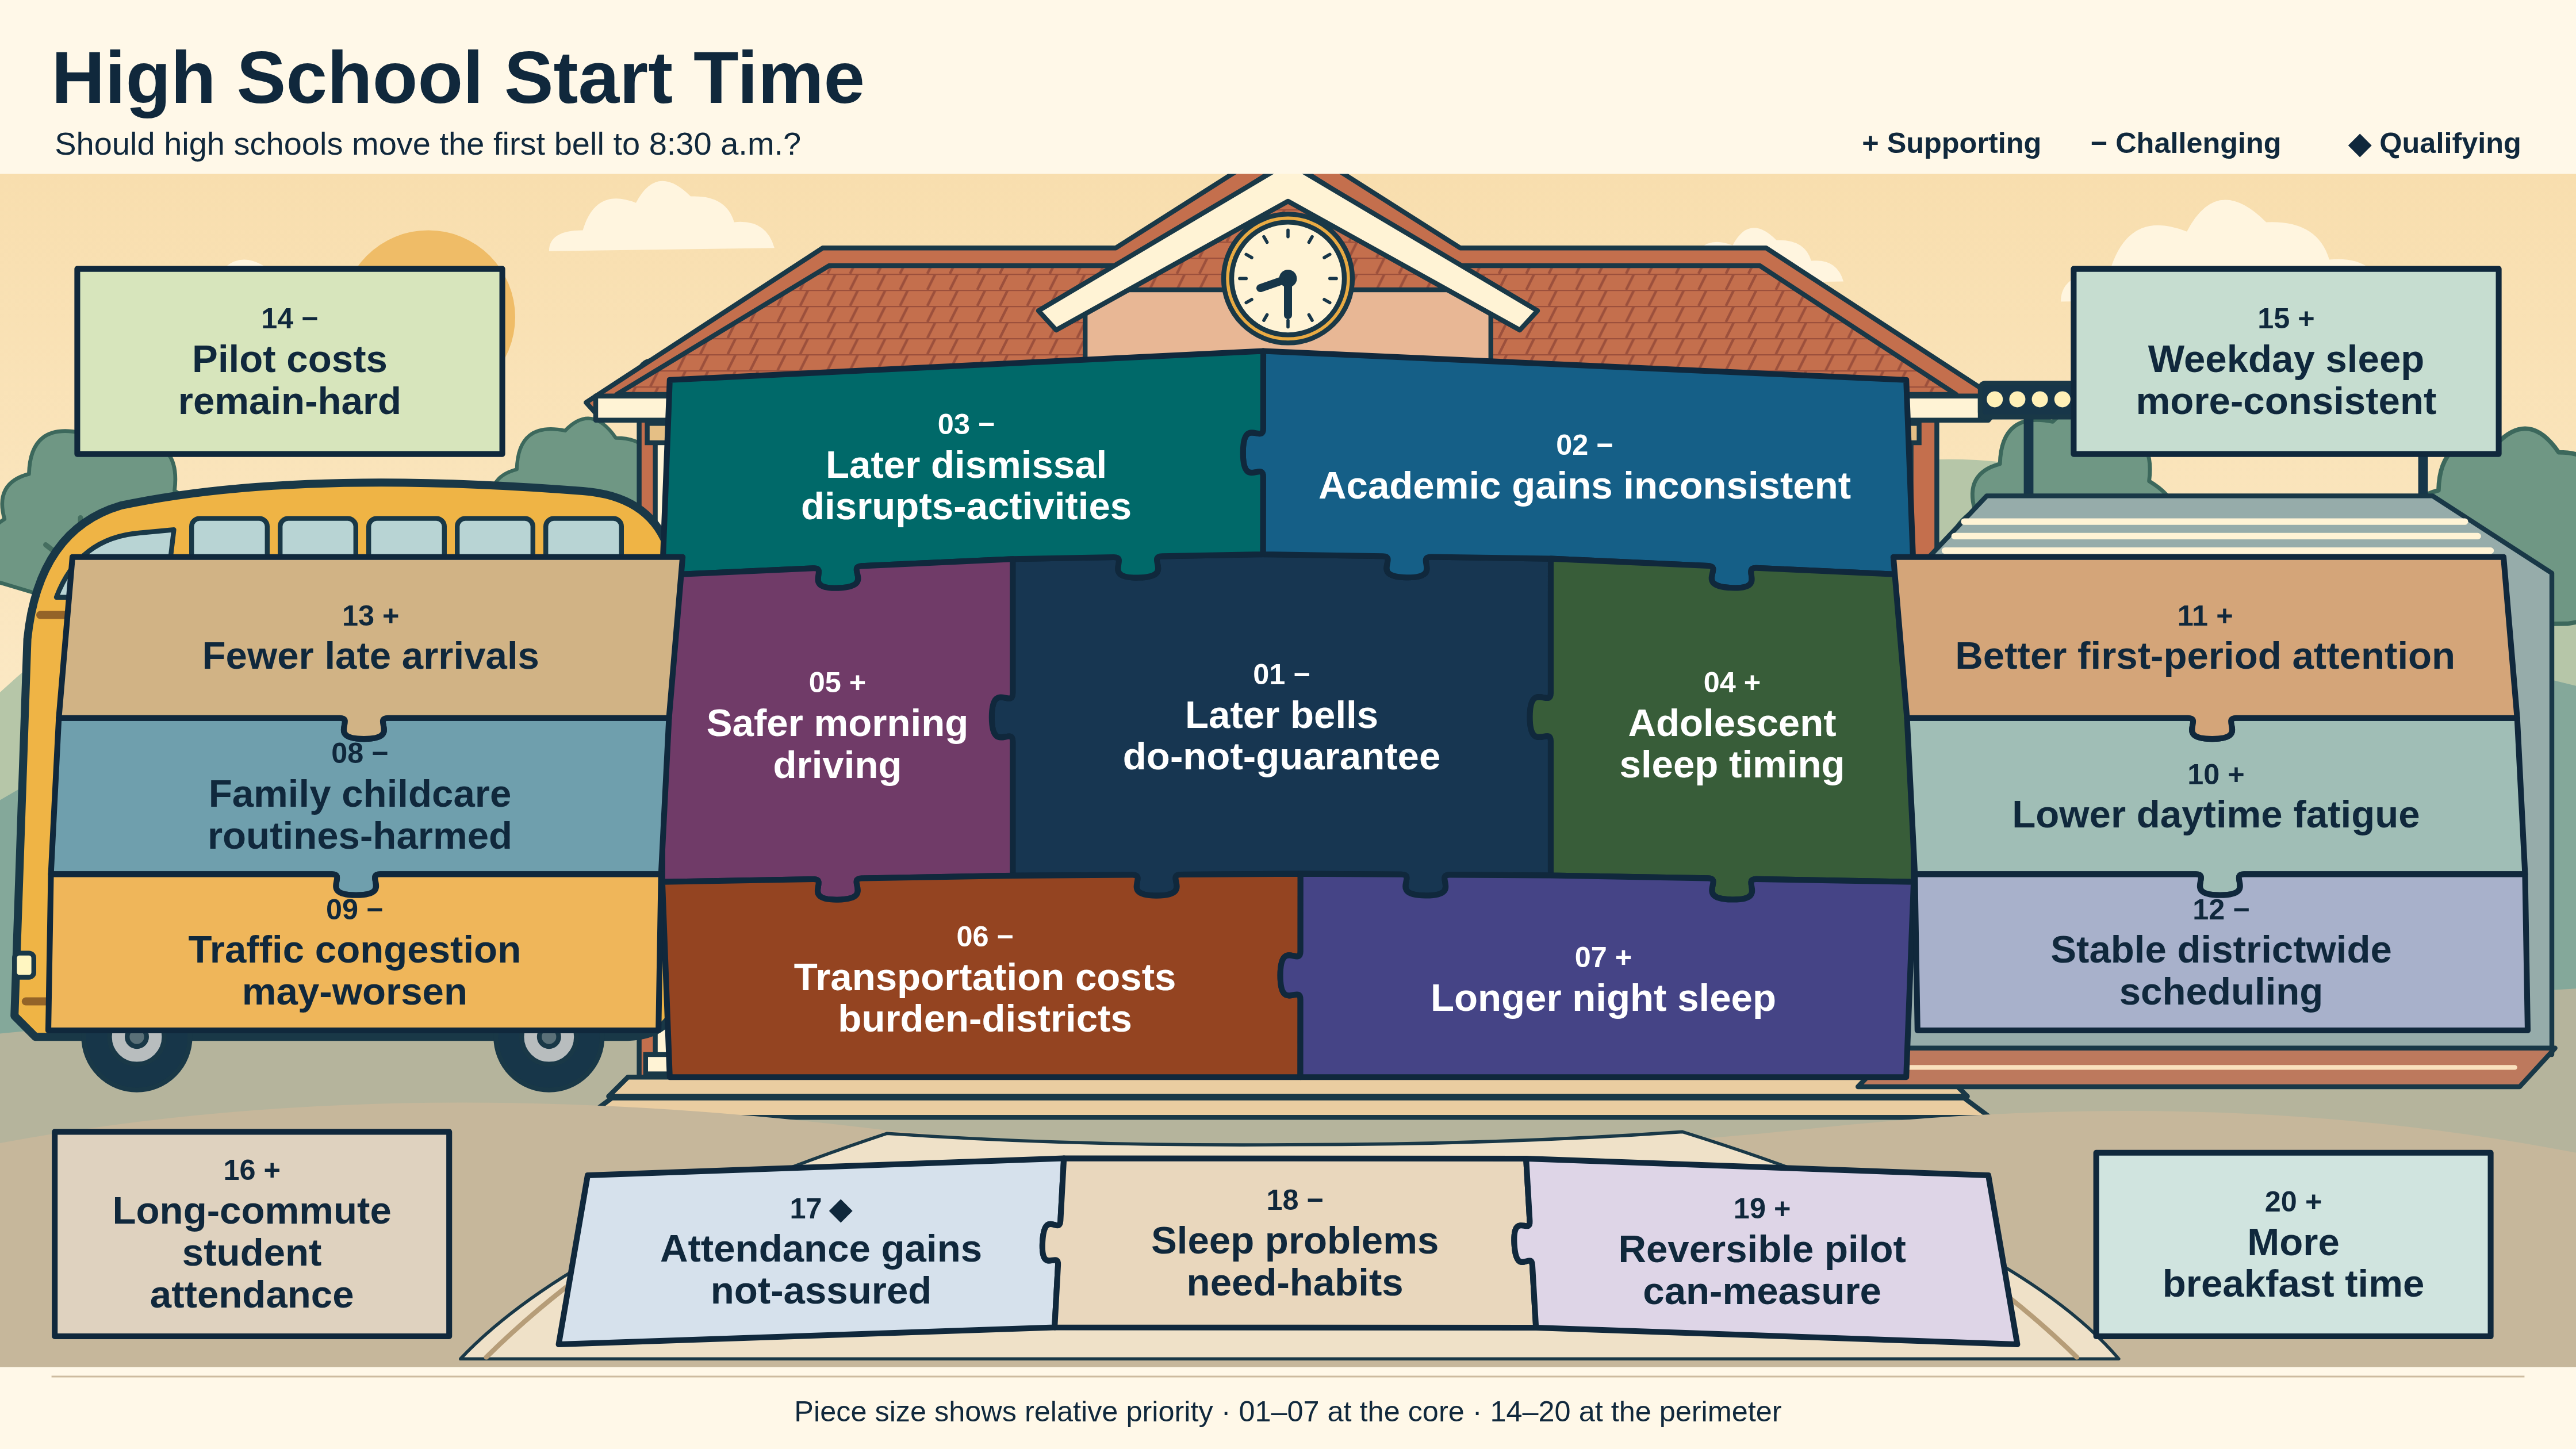 High School Start Time
Should high schools move the first bell to 8:30 a.m.?
+ Supporting − Challenging ◆ Qualifying
14 −
Pilot costs
remain-hard
15 +
Weekday sleep
more-consistent
03 −
Later dismissal
disrupts-activities
02 −
Academic gains inconsistent
13 +
Fewer late arrivals
08 −
Family childcare
routines-harmed
09 −
Traffic congestion
may-worsen
05 +
Safer morning
driving
01 −
Later bells
do-not-guarantee
04 +
Adolescent
sleep timing
11 +
Better first-period attention
10 +
Lower daytime fatigue
12 −
Stable districtwide
scheduling
06 −
Transportation costs
burden-districts
07 +
Longer night sleep
16 +
Long-commute
student
attendance
17 ◆
Attendance gains
not-assured
18 −
Sleep problems
need-habits
19 +
Reversible pilot
can-measure
20 +
More
breakfast time
Piece size shows relative priority · 01–07 at the core · 14–20 at the perimeter